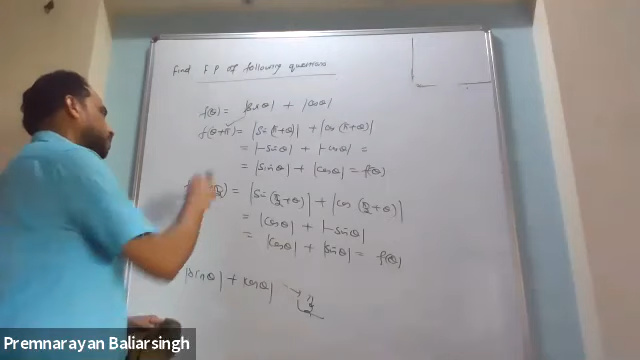 Find F P of following questions
f(θ) = |sinθ| + |cosθ|
f(θ+π) = |sin(π+θ)| + |cos(π+θ)|
= |-sinθ| + |-cosθ| =
= |sinθ| + |cosθ| = f(θ)
= |sin(π/2+θ)| + |cos(π/2+θ)|
= |cosθ| + |-sinθ|
= |cosθ| + |sinθ| = f(θ)
|sinθ| + |cosθ| → π/2
Premnarayan Baliarsingh